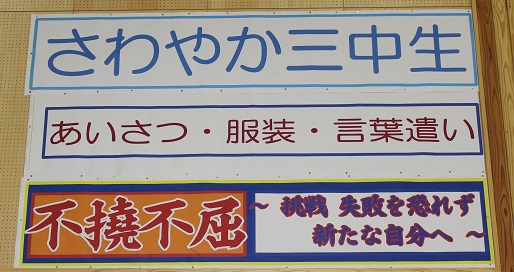 さわやか三中生
あいさつ・服装・言葉遣い
不撓不屈
～ 挑戦 失敗を恐れず
新たな自分へ ～